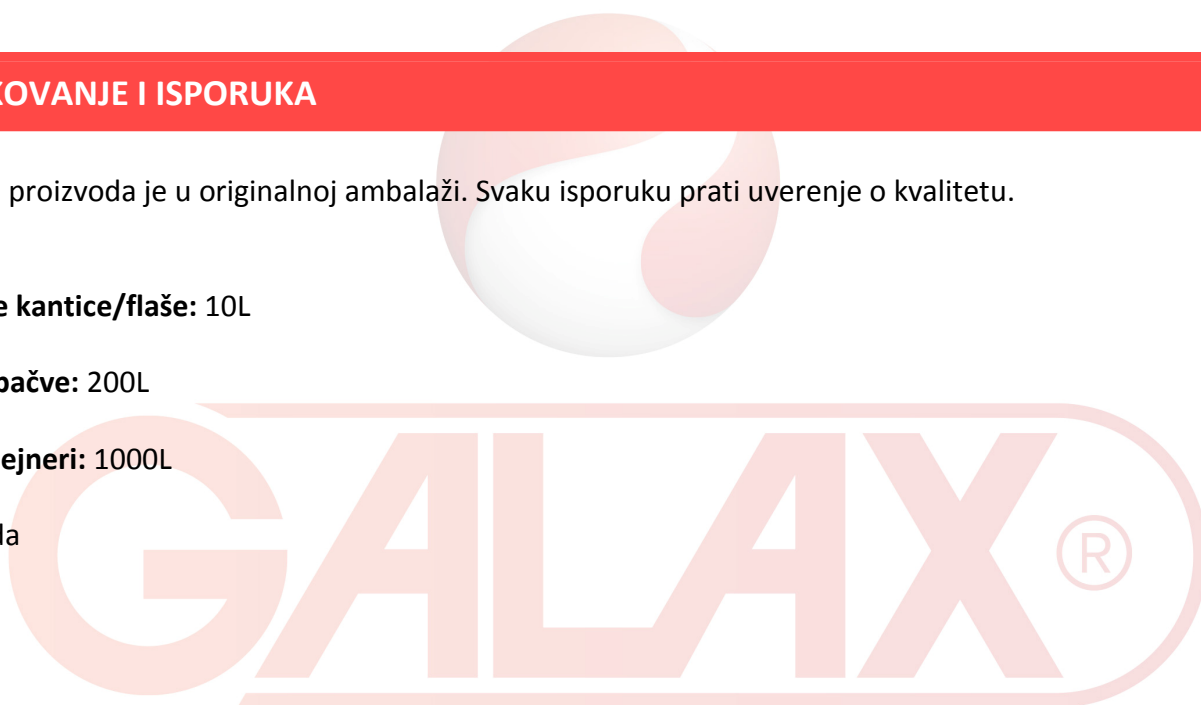 KOVANJE I ISPORUKA
proizvoda je u originalnoj ambalaži. Svaku isporuku prati uverenje o kvalitetu.
e kantice/flaše: 10L
bačve: 200L
ejneri: 1000L
la
GALAX®